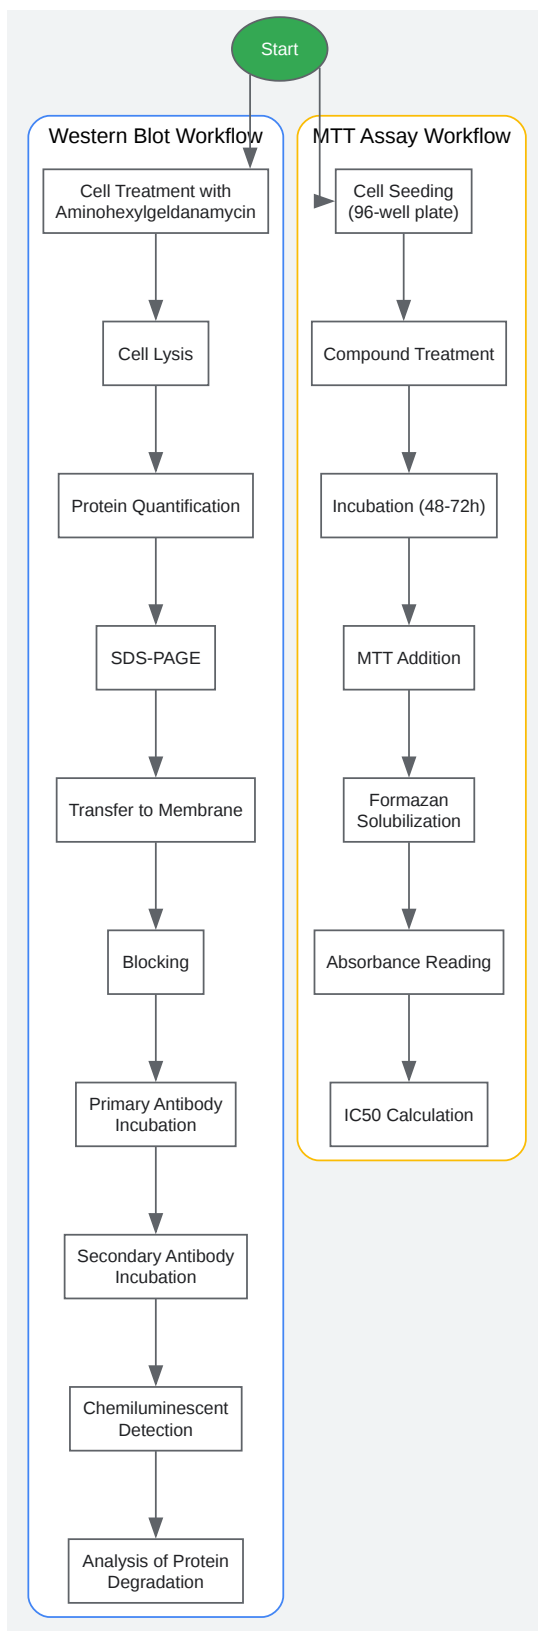 Start
Western Blot Workflow
Cell Treatment with
Aminohexylgeldanamycin
Cell Lysis
Protein Quantification
SDS-PAGE
Transfer to Membrane
Blocking
Primary Antibody
Incubation
Secondary Antibody
Incubation
Chemiluminescent
Detection
Analysis of Protein
Degradation
MTT Assay Workflow
Cell Seeding
(96-well plate)
Compound Treatment
Incubation (48-72h)
MTT Addition
Formazan
Solubilization
Absorbance Reading
IC50 Calculation